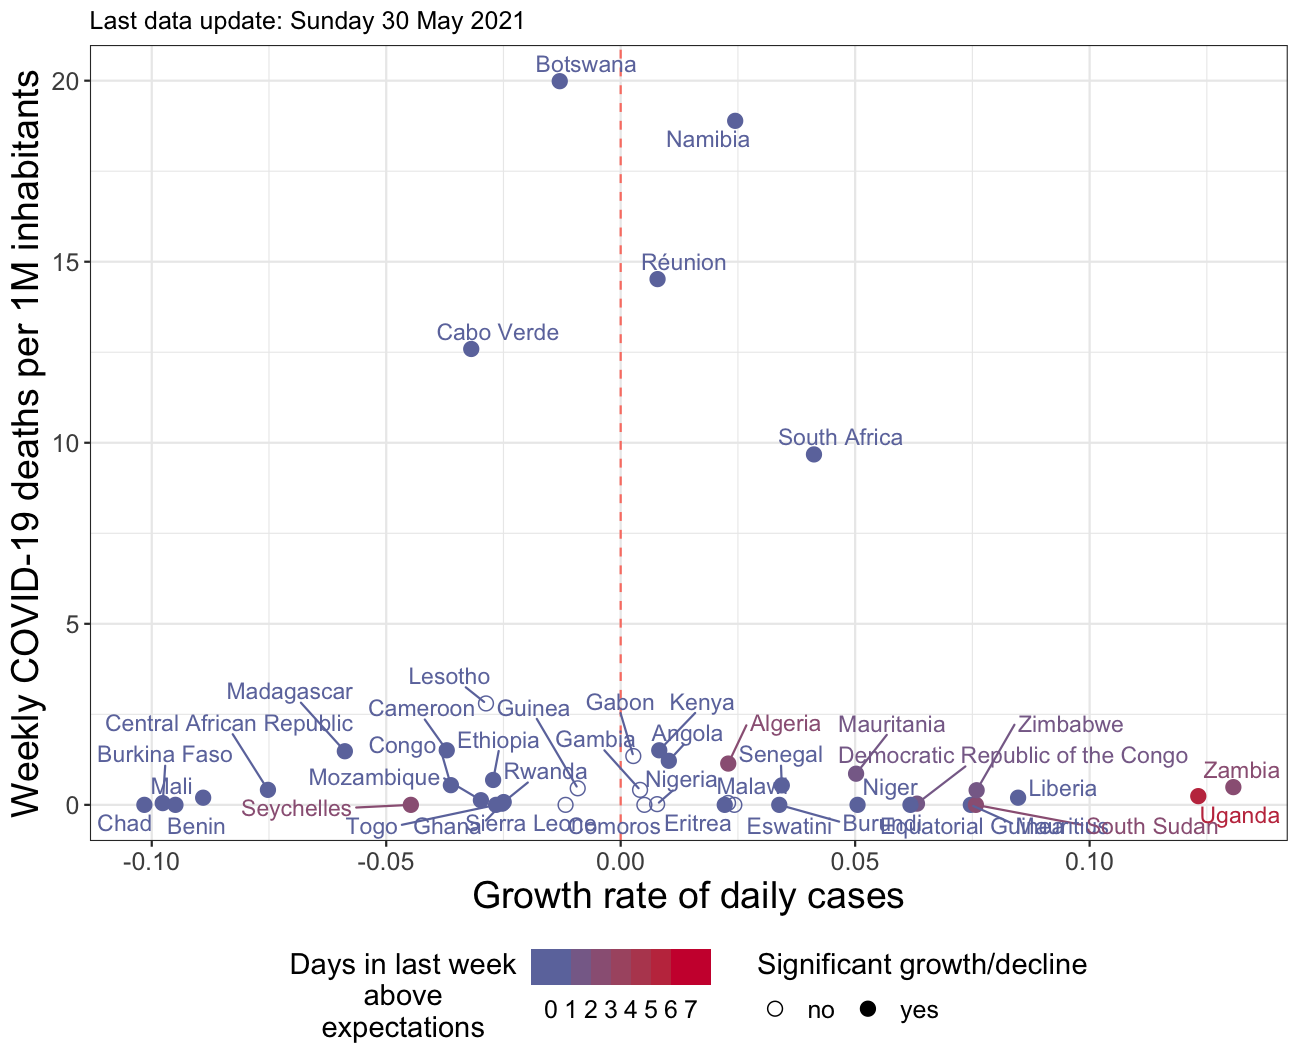 Last data update: Sunday 30 May 2021
Weekly COVID-19 deaths per 1M inhabitants
20
15
10
5
0
Botswana
Namibia
Réunion
Cabo Verde
South Africa
Lesotho
Madagascar
Cameroon
Guinea
Gabon
Kenya
Central African Republic
Algeria
Mauritania
Zimbabwe
Congo
Ethiopia
Gambia
Angola
Burkina Faso
Senegal
Democratic Republic of the Congo
Mozambique
Rwanda
Nigeria
Zambia
Mali
Malawi
Niger
Liberia
Seychelles
Uganda
Chad
Benin
Togo
Ghana
Sierra Leone
Comoros
Eritrea
Eswatini
Burundi
Equatorial Guinea
Mauritius
South Sudan
-0.10
-0.05
0.00
0.05
0.10
Growth rate of daily cases
Days in last week
above
expectations
0 1 2 3 4 5 6 7
Significant growth/decline
no
yes